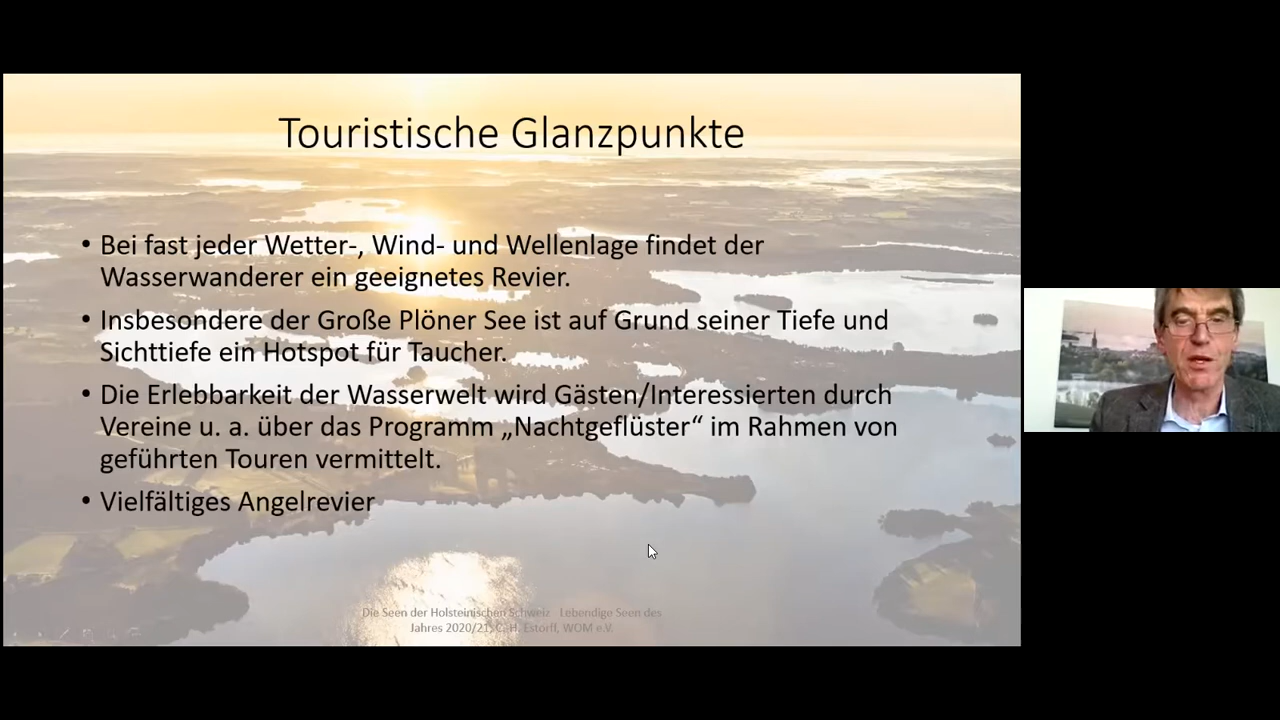 Touristische Glanzpunkte
• Bei fast jeder Wetter-, Wind- und Wellenlage findet der
Wasserwanderer ein geeignetes Revier.
• Insbesondere der Große Plöner See ist auf Grund seiner Tiefe und
Sichttiefe ein Hotspot für Taucher.
• Die Erlebbarkeit der Wasserwelt wird Gästen/Interessierten durch
Vereine u. a. über das Programm „Nachtgeflüster“ im Rahmen von
geführten Touren vermittelt.
• Vielfältiges Angelrevier
Die Seen der Holsteinischen Schweiz - Lebendige Seen des
Jahres 2020/21, C.-H. Estorff, WOM e.V.